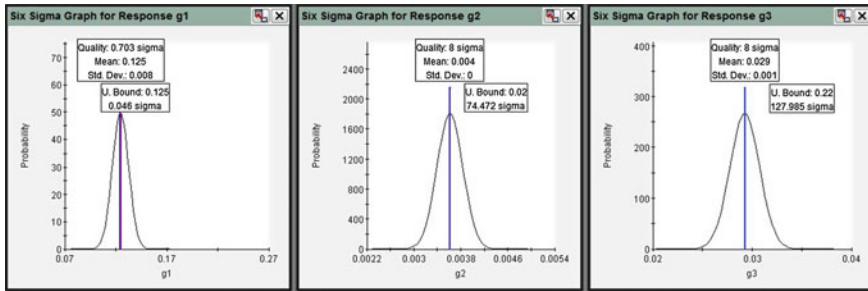 Six Sigma Graph for Response g1
Quality: 0.703 sigma
Mean: 0.125
Std. Dev.: 0.008
U. Bound: 0.125
0.046 sigma
Probability
75
70
60
50
40
30
20
10
0
0.07
0.17
0.27
g1
Six Sigma Graph for Response g2
Quality: 8 sigma
Mean: 0.004
Std. Dev.: 0
U. Bound: 0.02
74.472 sigma
Probability
2400
2000
1600
1200
800
400
0
0.0022
0.003
0.0038
0.0046
0.0054
g2
Six Sigma Graph for Response g3
Quality: 8 sigma
Mean: 0.029
Std. Dev.: 0.001
U. Bound: 0.22
127.985 sigma
Probability
400
300
200
100
0
0.02
0.03
0.04
g3